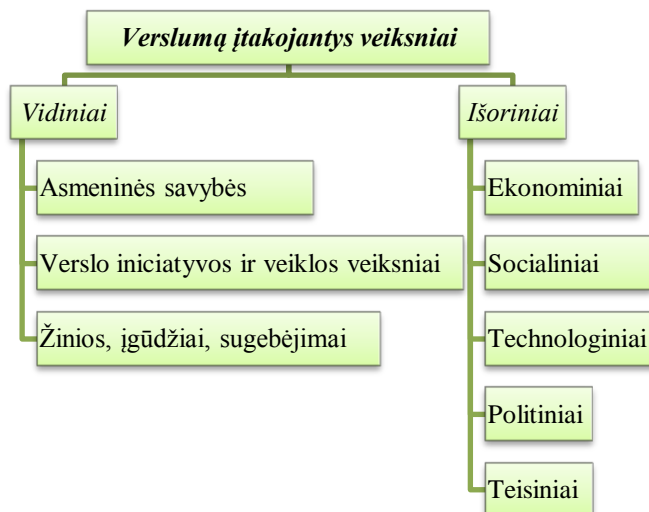 Verslumą įtakojantys veiksniai
Vidiniai
Asmeninės savybės
Verslo iniciatyvos ir veiklos veiksniai
Žinios, įgūdžiai, sugebėjimai
Išoriniai
Ekonominiai
Socialiniai
Technologiniai
Politiniai
Teisiniai